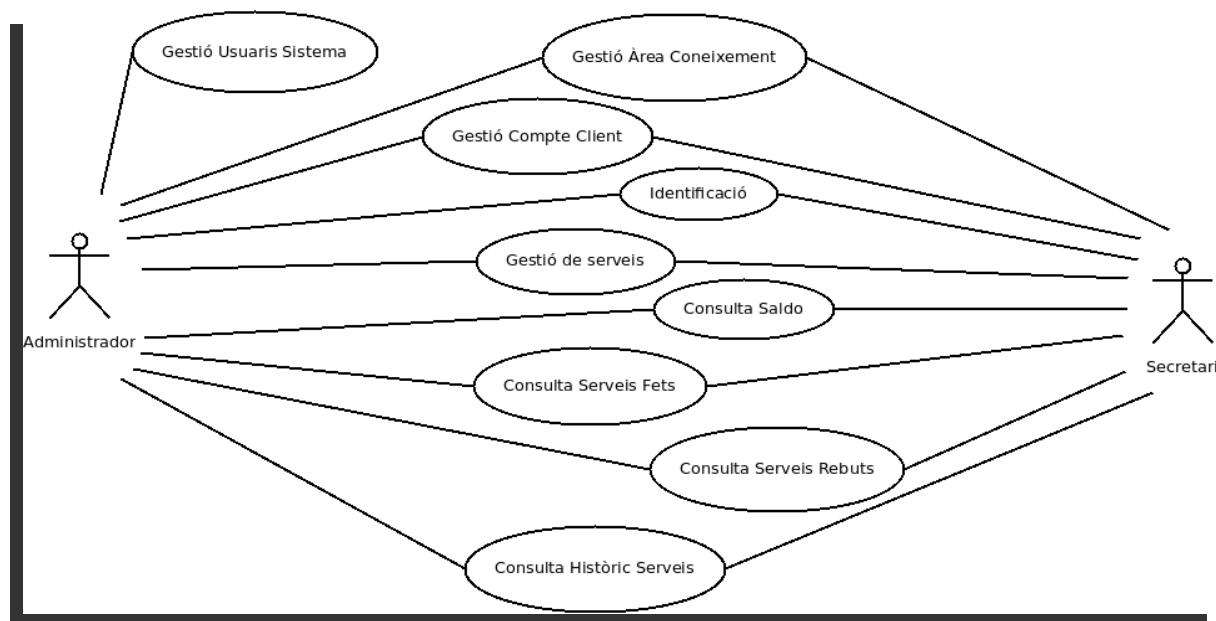 Gestió Usuaris Sistema
Gestió Àrea Coneixement
Gestió Compte Client
Identificació
Gestió de serveis
Consulta Saldo
Administrador
Secretari
Consulta Serveis Fets
Consulta Serveis Rebuts
Consulta Històric Serveis